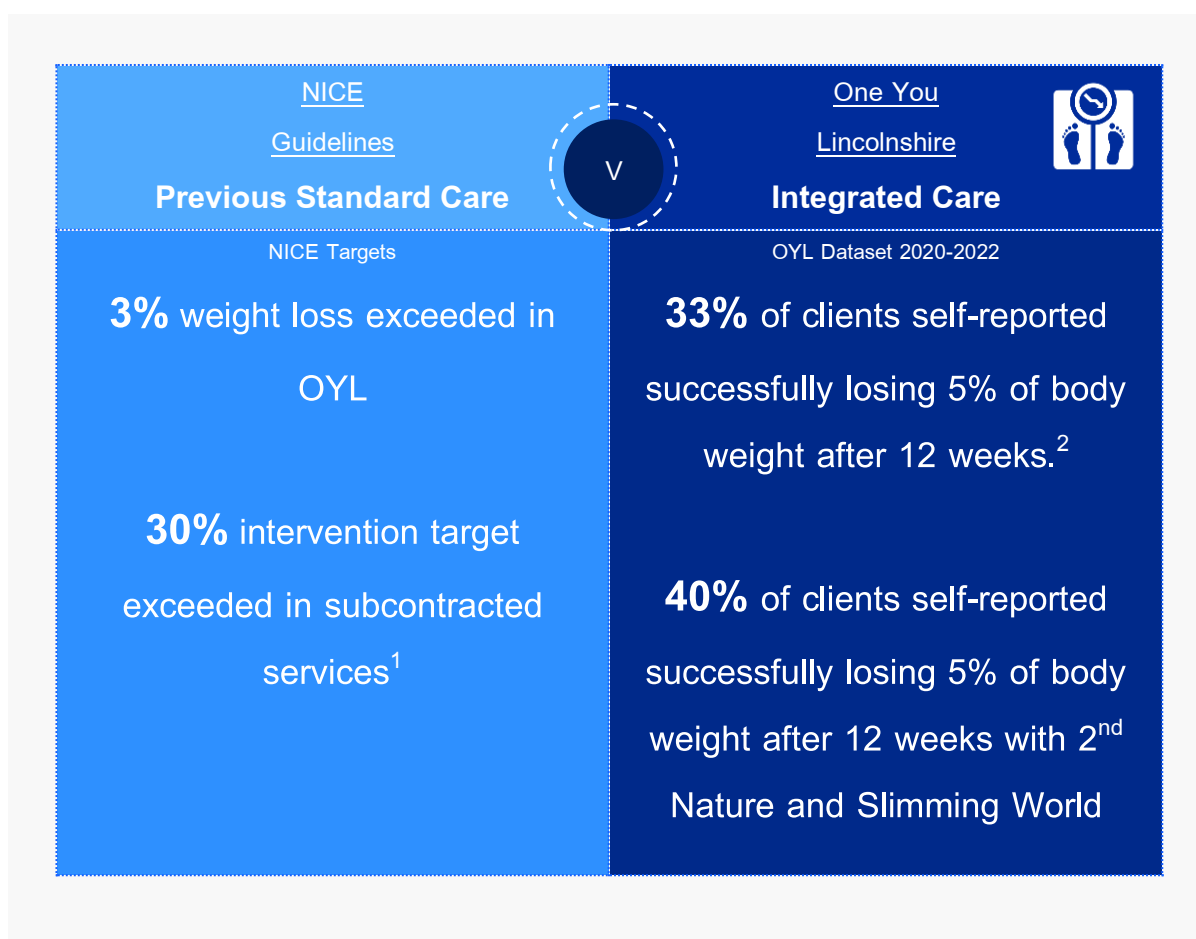 NICE
Guidelines
Previous Standard Care
V
One You
Lincolnshire
Integrated Care
NICE Targets
3% weight loss exceeded in
OYL
30% intervention target
exceeded in subcontracted
services1
OYL Dataset 2020-2022
33% of clients self-reported
successfully losing 5% of body
weight after 12 weeks.2
40% of clients self-reported
successfully losing 5% of body
weight after 12 weeks with 2nd
Nature and Slimming World